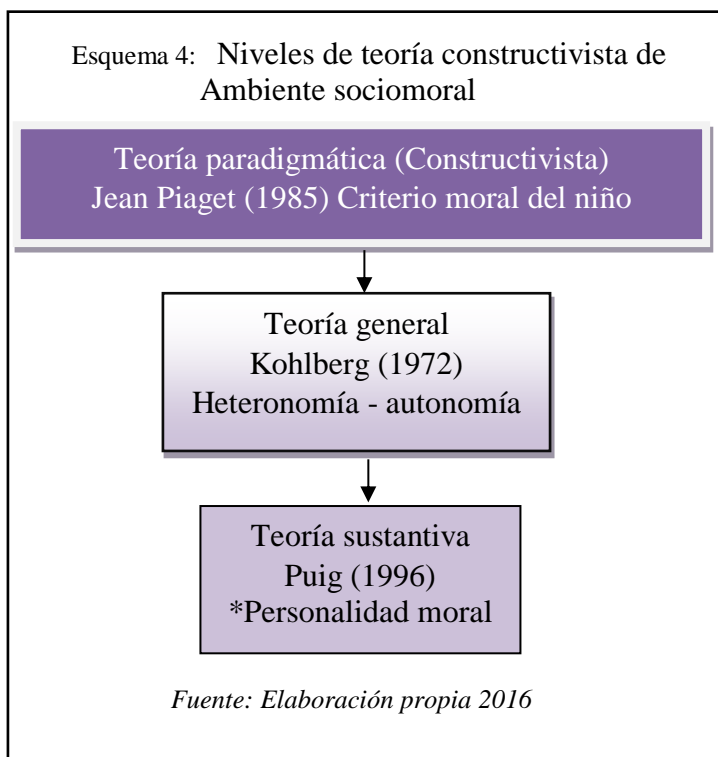 Esquema 4: Niveles de teoría constructivista de
Ambiente sociomoral
Teoría paradigmática (Constructivista)
Jean Piaget (1985) Criterio moral del niño
Teoría general
Kohlberg (1972)
Heteronomía - autonomía
Teoría sustantiva
Puig (1996)
*Personalidad moral
Fuente: Elaboración propia 2016